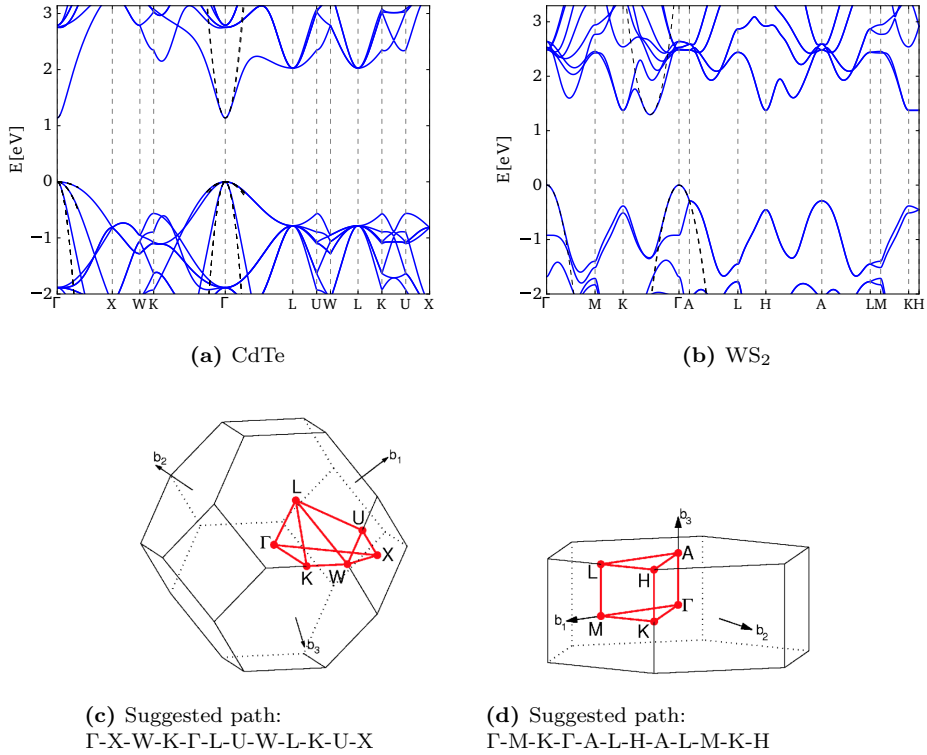 3
2
1
0
−1
−2
E[eV]
Γ X W K Γ L U W L K U X
3
2
1
0
−1
−2
E[eV]
Γ M K Γ A L H A L M K H
(a) CdTe
(b) WS₂
b₂
b₁
L
U
Γ
X
K
W
b₃
b₃
A
L
H
Γ
b₁
M
K
b₂
(c) Suggested path:
Γ-X-W-K-Γ-L-U-W-L-K-U-X
(d) Suggested path:
Γ-M-K-Γ-A-L-H-A-L-M-K-H